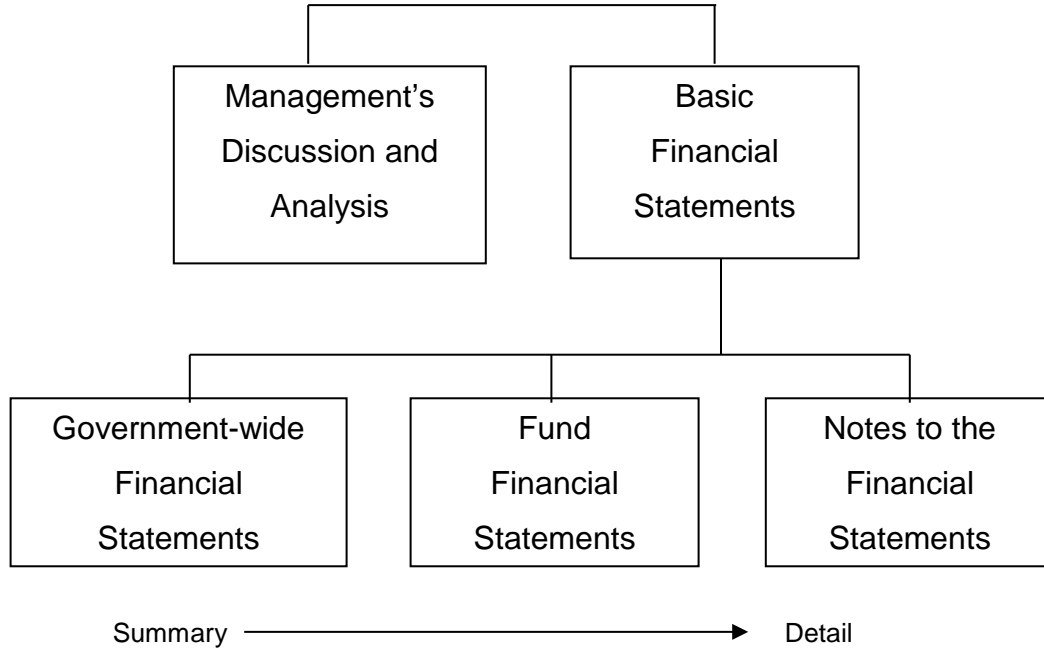 Management’s
Discussion and
Analysis
Basic
Financial
Statements
Government-wide
Financial
Statements
Fund
Financial
Statements
Notes to the
Financial
Statements
Summary
Detail